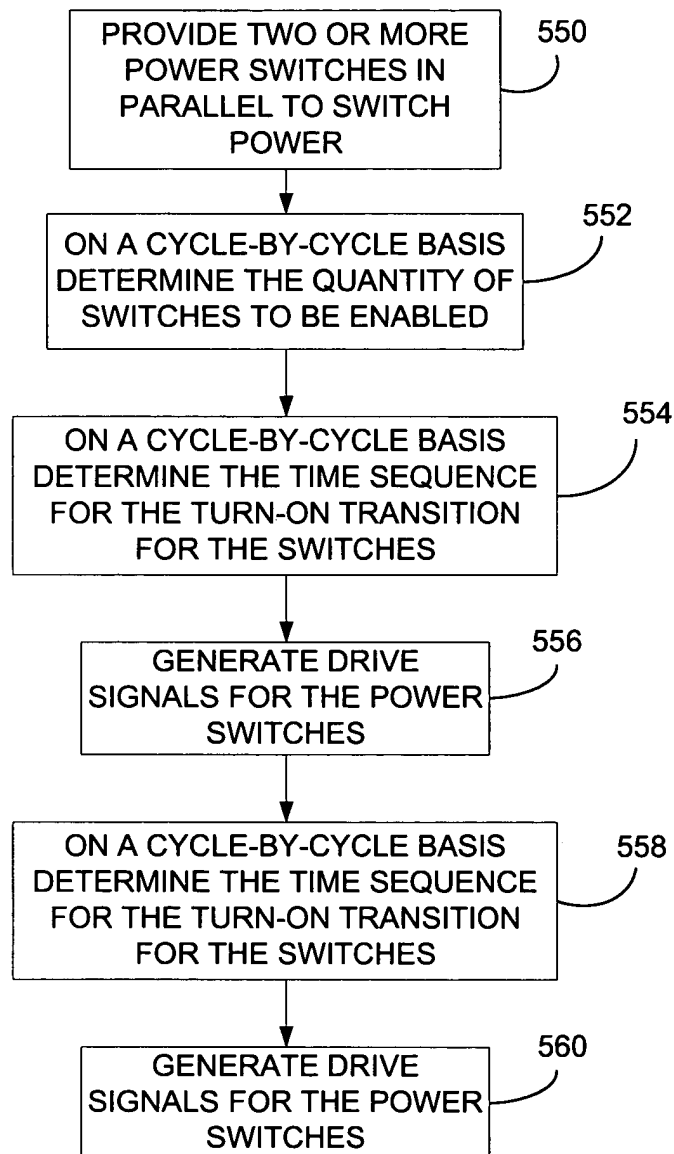 PROVIDE TWO OR MORE
POWER SWITCHES IN
PARALLEL TO SWITCH
POWER
550
ON A CYCLE-BY-CYCLE BASIS
DETERMINE THE QUANTITY OF
SWITCHES TO BE ENABLED
552
ON A CYCLE-BY-CYCLE BASIS
DETERMINE THE TIME SEQUENCE
FOR THE TURN-ON TRANSITION
FOR THE SWITCHES
554
GENERATE DRIVE
SIGNALS FOR THE POWER
SWITCHES
556
ON A CYCLE-BY-CYCLE BASIS
DETERMINE THE TIME SEQUENCE
FOR THE TURN-ON TRANSITION
FOR THE SWITCHES
558
GENERATE DRIVE
SIGNALS FOR THE POWER
SWITCHES
560